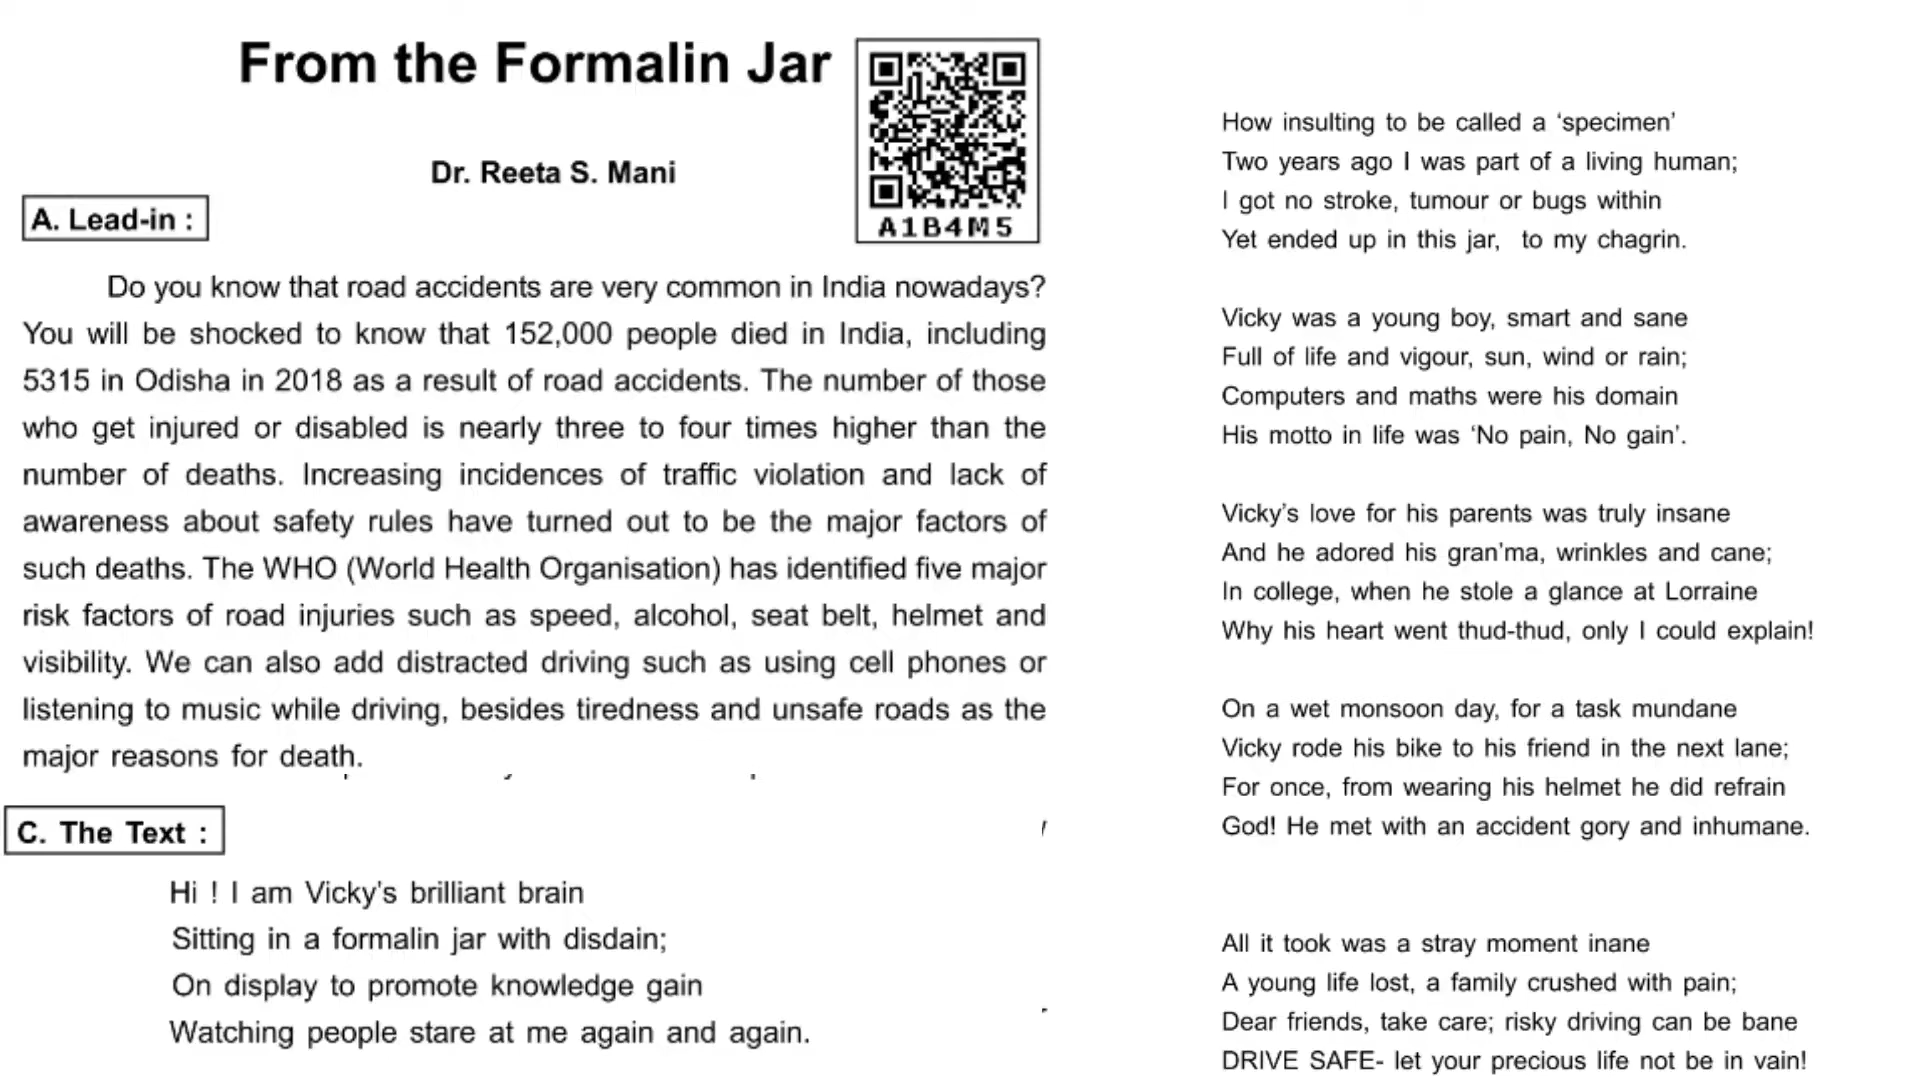 From the Formalin Jar
Dr. Reeta S. Mani
A1B4M5
A. Lead-in :
Do you know that road accidents are very common in India nowadays?
You will be shocked to know that 152,000 people died in India, including
5315 in Odisha in 2018 as a result of road accidents. The number of those
who get injured or disabled is nearly three to four times higher than the
number of deaths. Increasing incidences of traffic violation and lack of
awareness about safety rules have turned out to be the major factors of
such deaths. The WHO (World Health Organisation) has identified five major
risk factors of road injuries such as speed, alcohol, seat belt, helmet and
visibility. We can also add distracted driving such as using cell phones or
listening to music while driving, besides tiredness and unsafe roads as the
major reasons for death.
C. The Text :
Hi ! I am Vicky's brilliant brain
Sitting in a formalin jar with disdain;
On display to promote knowledge gain
Watching people stare at me again and again.
How insulting to be called a ‘specimen’
Two years ago I was part of a living human;
I got no stroke, tumour or bugs within
Yet ended up in this jar, to my chagrin.
Vicky was a young boy, smart and sane
Full of life and vigour, sun, wind or rain;
Computers and maths were his domain
His motto in life was ‘No pain, No gain’.
Vicky’s love for his parents was truly insane
And he adored his gran’ma, wrinkles and cane;
In college, when he stole a glance at Lorraine
Why his heart went thud-thud, only I could explain!
On a wet monsoon day, for a task mundane
Vicky rode his bike to his friend in the next lane;
For once, from wearing his helmet he did refrain
God! He met with an accident gory and inhumane.
All it took was a stray moment inane
A young life lost, a family crushed with pain;
Dear friends, take care; risky driving can be bane
DRIVE SAFE- let your precious life not be in vain!